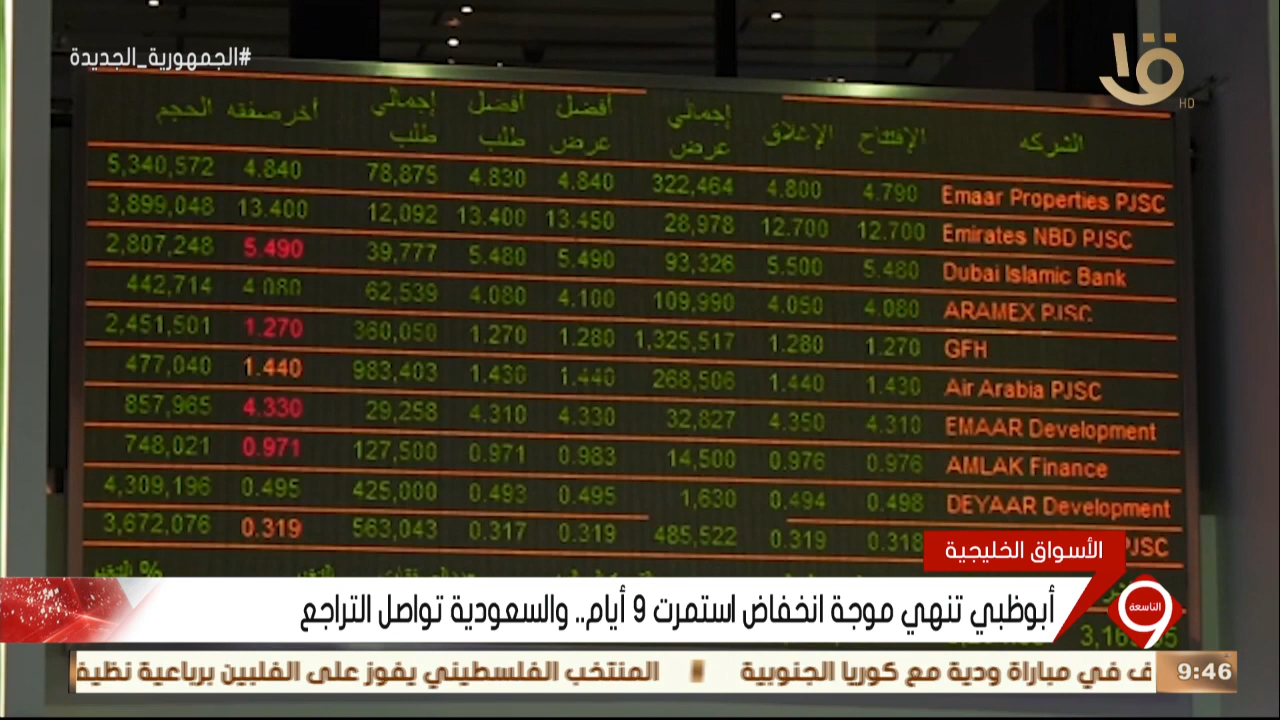 #الجمهورية_الجديدة
HD
الشركه الإفتتاح الإغلاق إجمالي عرض أفضل عرض أفضل طلب إجمالي طلب أخر صفقه الحجم
Emaar Properties PJSC 4.790 4.800 322,464 4.840 4.830 78,875 4.840 5,340,572
Emirates NBD PJSC 12.700 12.700 28,978 13.450 13.400 12,092 13.400 3,899,048
Dubai Islamic Bank 5.480 5.500 93,326 5.490 5.480 39,777 5.490 2,807,248
ARAMEX PJSC 4.080 4.050 109,990 4.100 4.080 62,539 4.080 442,714
GFH 1.270 1.280 1,325,517 1.280 1.270 360,050 1.270 2,451,501
Air Arabia PJSC 1.430 1.440 268,506 1.440 1.430 983,403 1.440 477,040
EMAAR Development 4.310 4.350 32,827 4.330 4.310 29,258 4.330 857,965
AMLAK Finance 0.976 0.976 14,500 0.983 0.971 127,500 0.971 748,021
DEYAAR Development 0.498 0.494 1,630 0.495 0.493 425,000 0.495 4,309,196
PJSC 0.318 0.319 485,522 0.319 0.317 563,043 0.319 3,672,076
الأسواق الخليجية
التاسعة
أبوظبي تنهي موجة انخفاض استمرت 9 أيام.. والسعودية تواصل التراجع
9:46
ف في مباراة ودية مع كوريا الجنوبية
المنتخب الفلسطيني يفوز على الفلبين برباعية نظيف